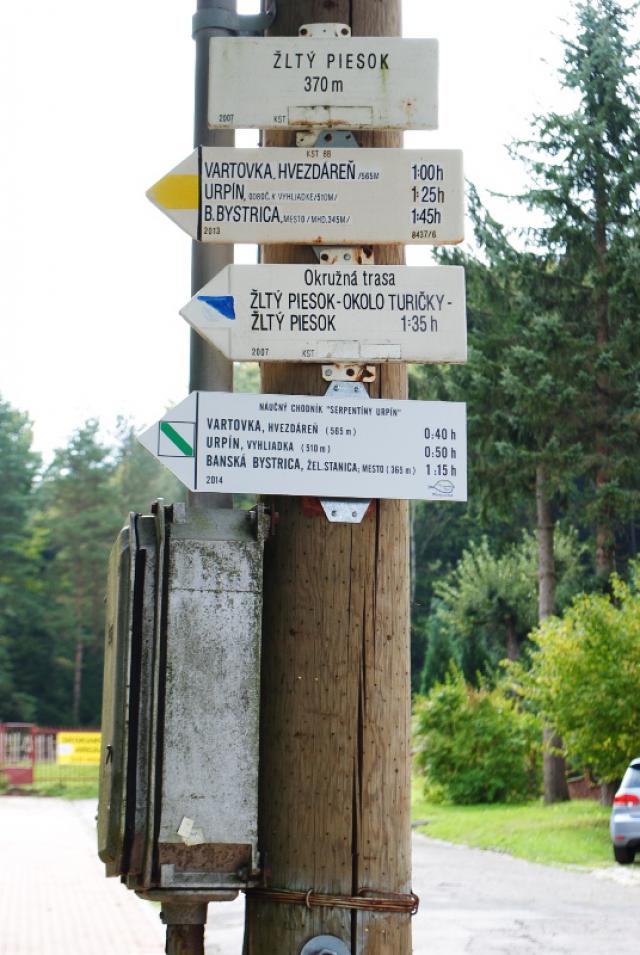 ŽLTÝ PIESOK
370 m
2007 KST
KST BB
VARTOVKA, HVEZDÁREŇ /565M 1:00h
URPÍN, ODBOČ. K VYHLIADKE/510M/ 1:25h
B. BYSTRICA, MESTO /MHD,345M/ 1:45h
2013 8437/6
Okružná trasa
ŽLTÝ PIESOK-OKOLO TURIČKY-
ŽLTÝ PIESOK 1:35 h
2007 KST
NÁUČNÝ CHODNÍK "SERPENTÍNY URPÍN"
VARTOVKA, HVEZDÁREŇ (565 m) 0:40 h
URPÍN, VYHLIADKA (510 m) 0:50 h
BANSKÁ BYSTRICA, ŽEL.STANICA; MESTO (365 m) 1:15 h
2014